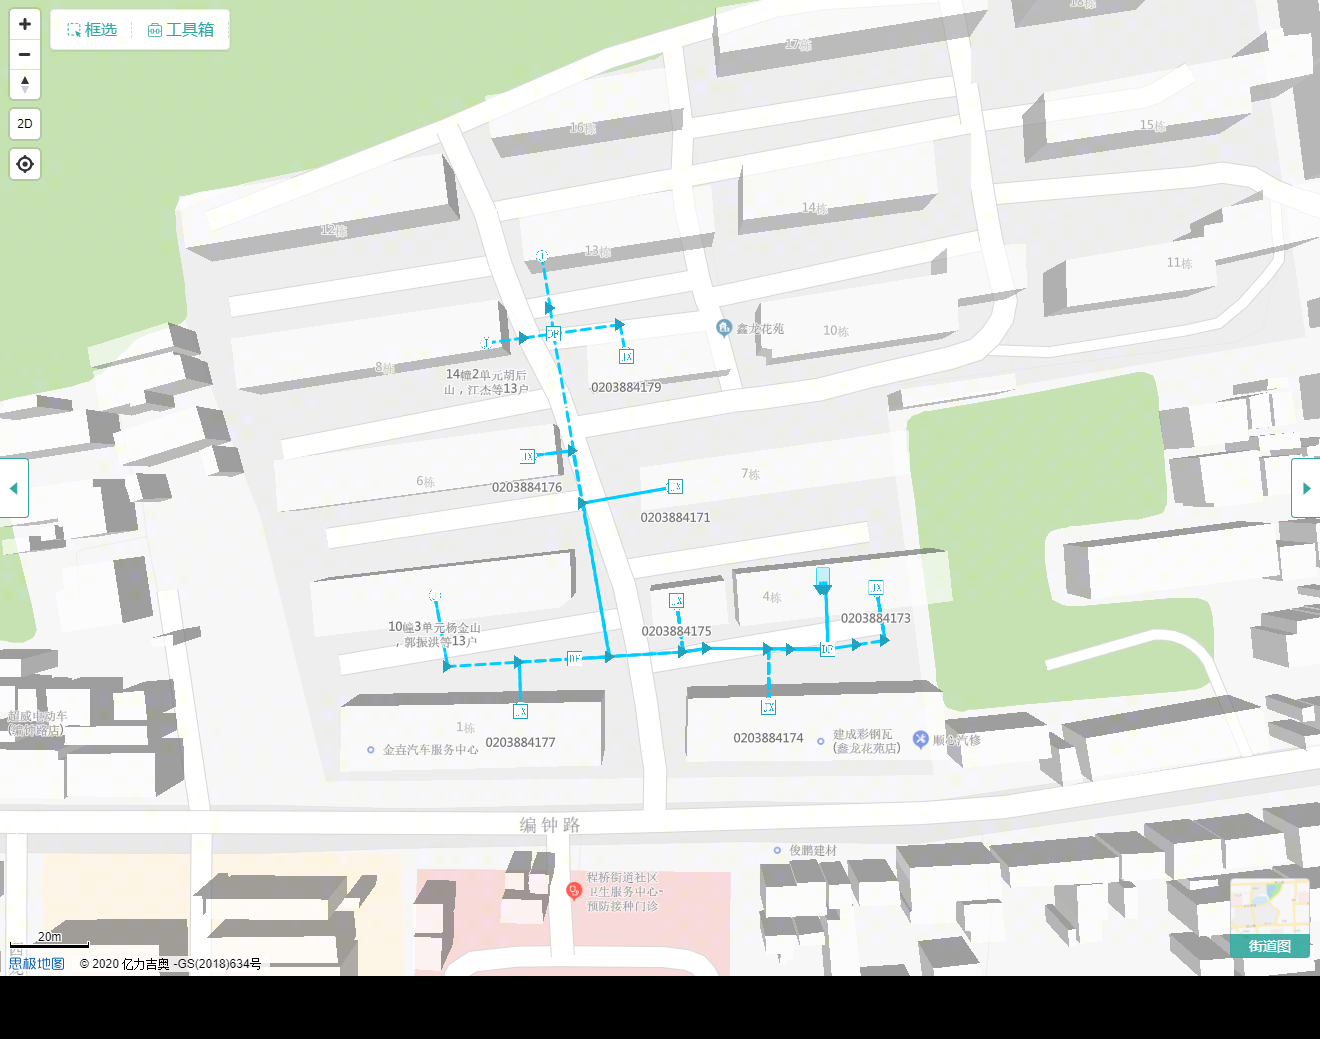 框选 工具箱
2D
18栋
17栋
16栋
15栋
14栋
13栋
12栋
11栋
10栋
鑫龙花苑
8栋
DF
JX
0203884179
14幢2单元胡后
山，江杰等13户
JX
0203884176
6栋
7栋
JX
0203884171
4栋
JX
0203884173
JX
0203884175
10幢3单元杨金山
，郭振洪等13户
DF
DF
JX
0203884177
1栋
金垚汽车服务中心
JX
0203884174
建成彩钢瓦
(鑫龙花苑店)
顺心汽修
超威电动车
(编钟路店)
编钟路
俊鹏建材
程桥街道社区
卫生服务中心-
预防接种门诊
20m
思极地图 © 2020 亿力吉奥 -GS(2018)634号
街道图